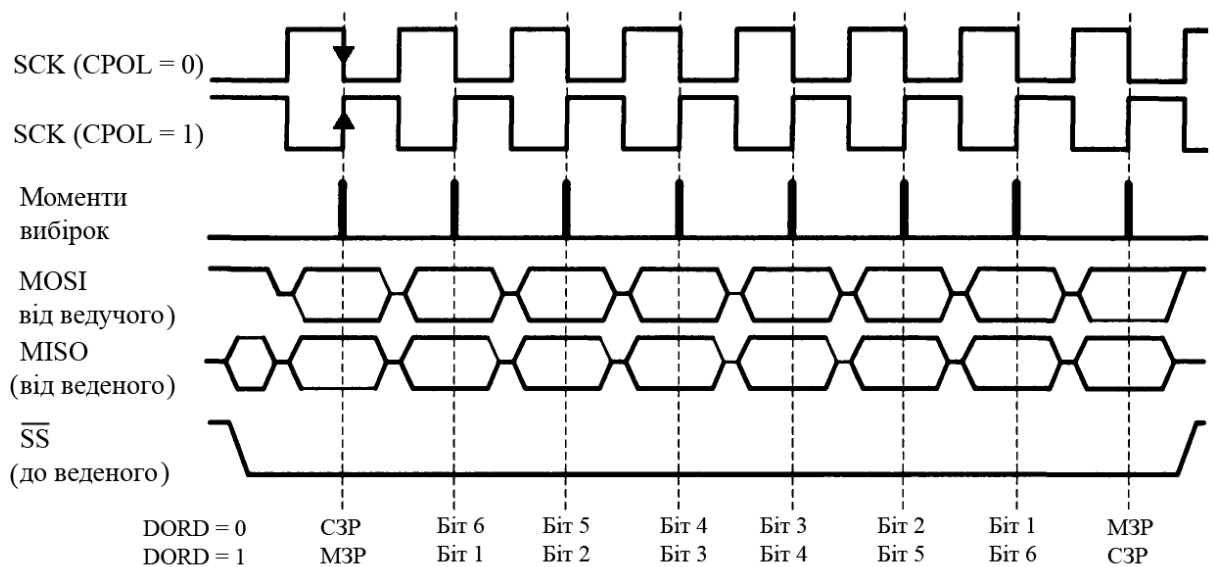 SCK (CPOL = 0)
SCK (CPOL = 1)
Моменти
вибірок
MOSI
від ведучого)
MISO
(від веденого)
SS
(до веденого)
DORD = 0 СЗР Біт 6 Біт 5 Біт 4 Біт 3 Біт 2 Біт 1 МЗР
DORD = 1 МЗР Біт 1 Біт 2 Біт 3 Біт 4 Біт 5 Біт 6 СЗР